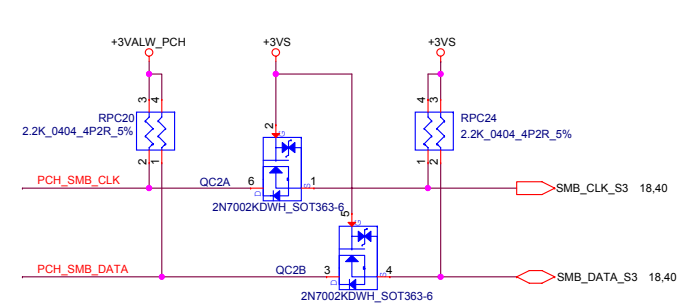 +3VALW_PCH +3VS +3VS
3 4 4 3
RPC20 RPC24
2.2K_0404_4P2R_5% 2 G 2.2K_0404_4P2R_5%
2 1 1 2
PCH_SMB_CLK QC2A 6 D S 1 SMB_CLK_S3 18,40
2N7002KDWH_SOT363-6
5 G
PCH_SMB_DATA QC2B 3 D S 4 SMB_DATA_S3 18,40
2N7002KDWH_SOT363-6